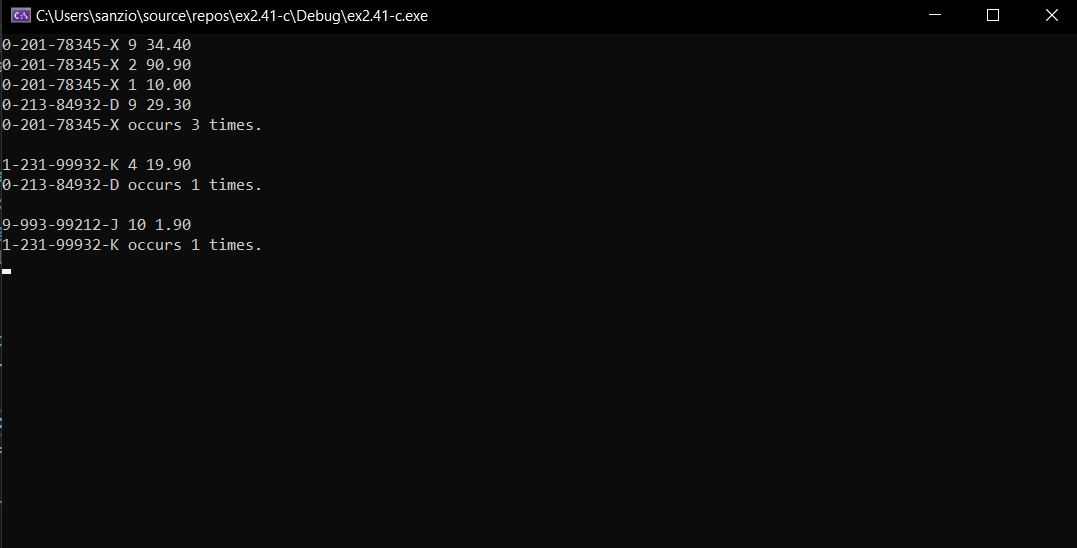 C:\Users\sanzio\source\repos\ex2.41-c\Debug\ex2.41-c.exe
0-201-78345-X 9 34.40
0-201-78345-X 2 90.90
0-201-78345-X 1 10.00
0-213-84932-D 9 29.30
0-201-78345-X occurs 3 times.
1-231-99932-K 4 19.90
0-213-84932-D occurs 1 times.
9-993-99212-J 10 1.90
1-231-99932-K occurs 1 times.